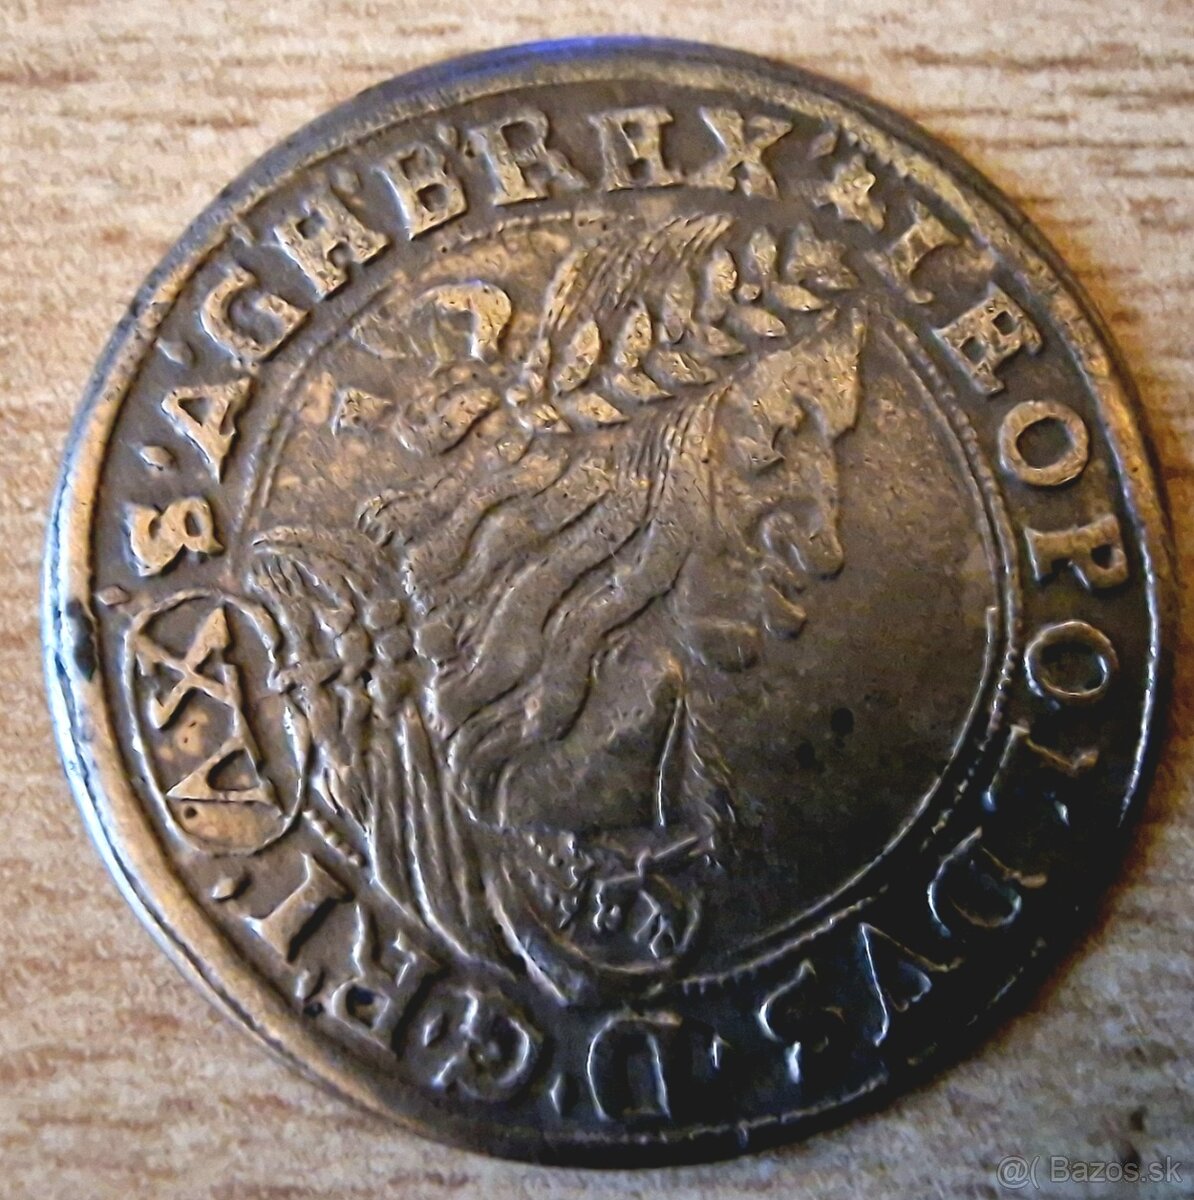 LEOPOLDVS·D·G·R·I·
XV
·S·A·G·H·B·REX
@( Bazos.sk